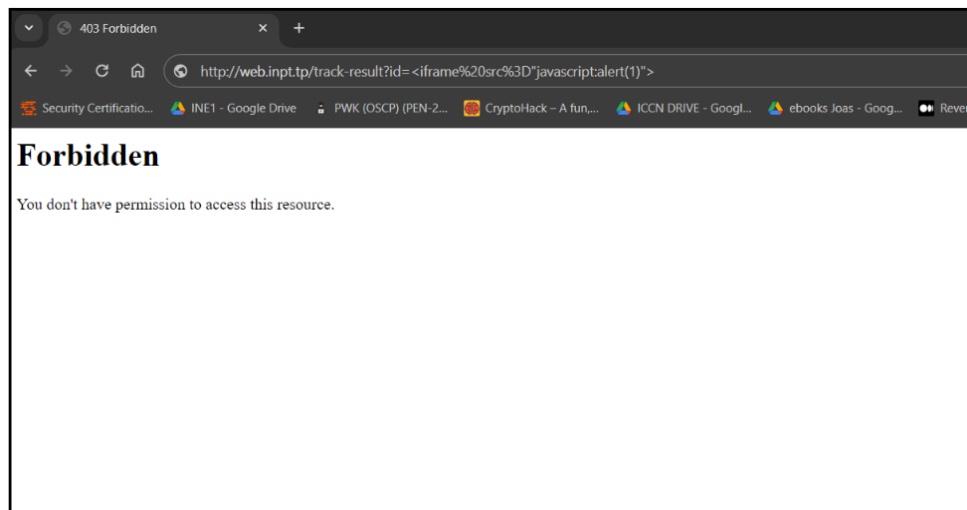 403 Forbidden
http://web.inpt.tp/track-result?id=<iframe%20src%3D"javascript:alert(1)">
Security Certificatio... INE1 - Google Drive PWK (OSCP) (PEN-2... CryptoHack – A fun,... ICCN DRIVE - Googl... ebooks Joas - Goog... Rever
Forbidden
You don't have permission to access this resource.